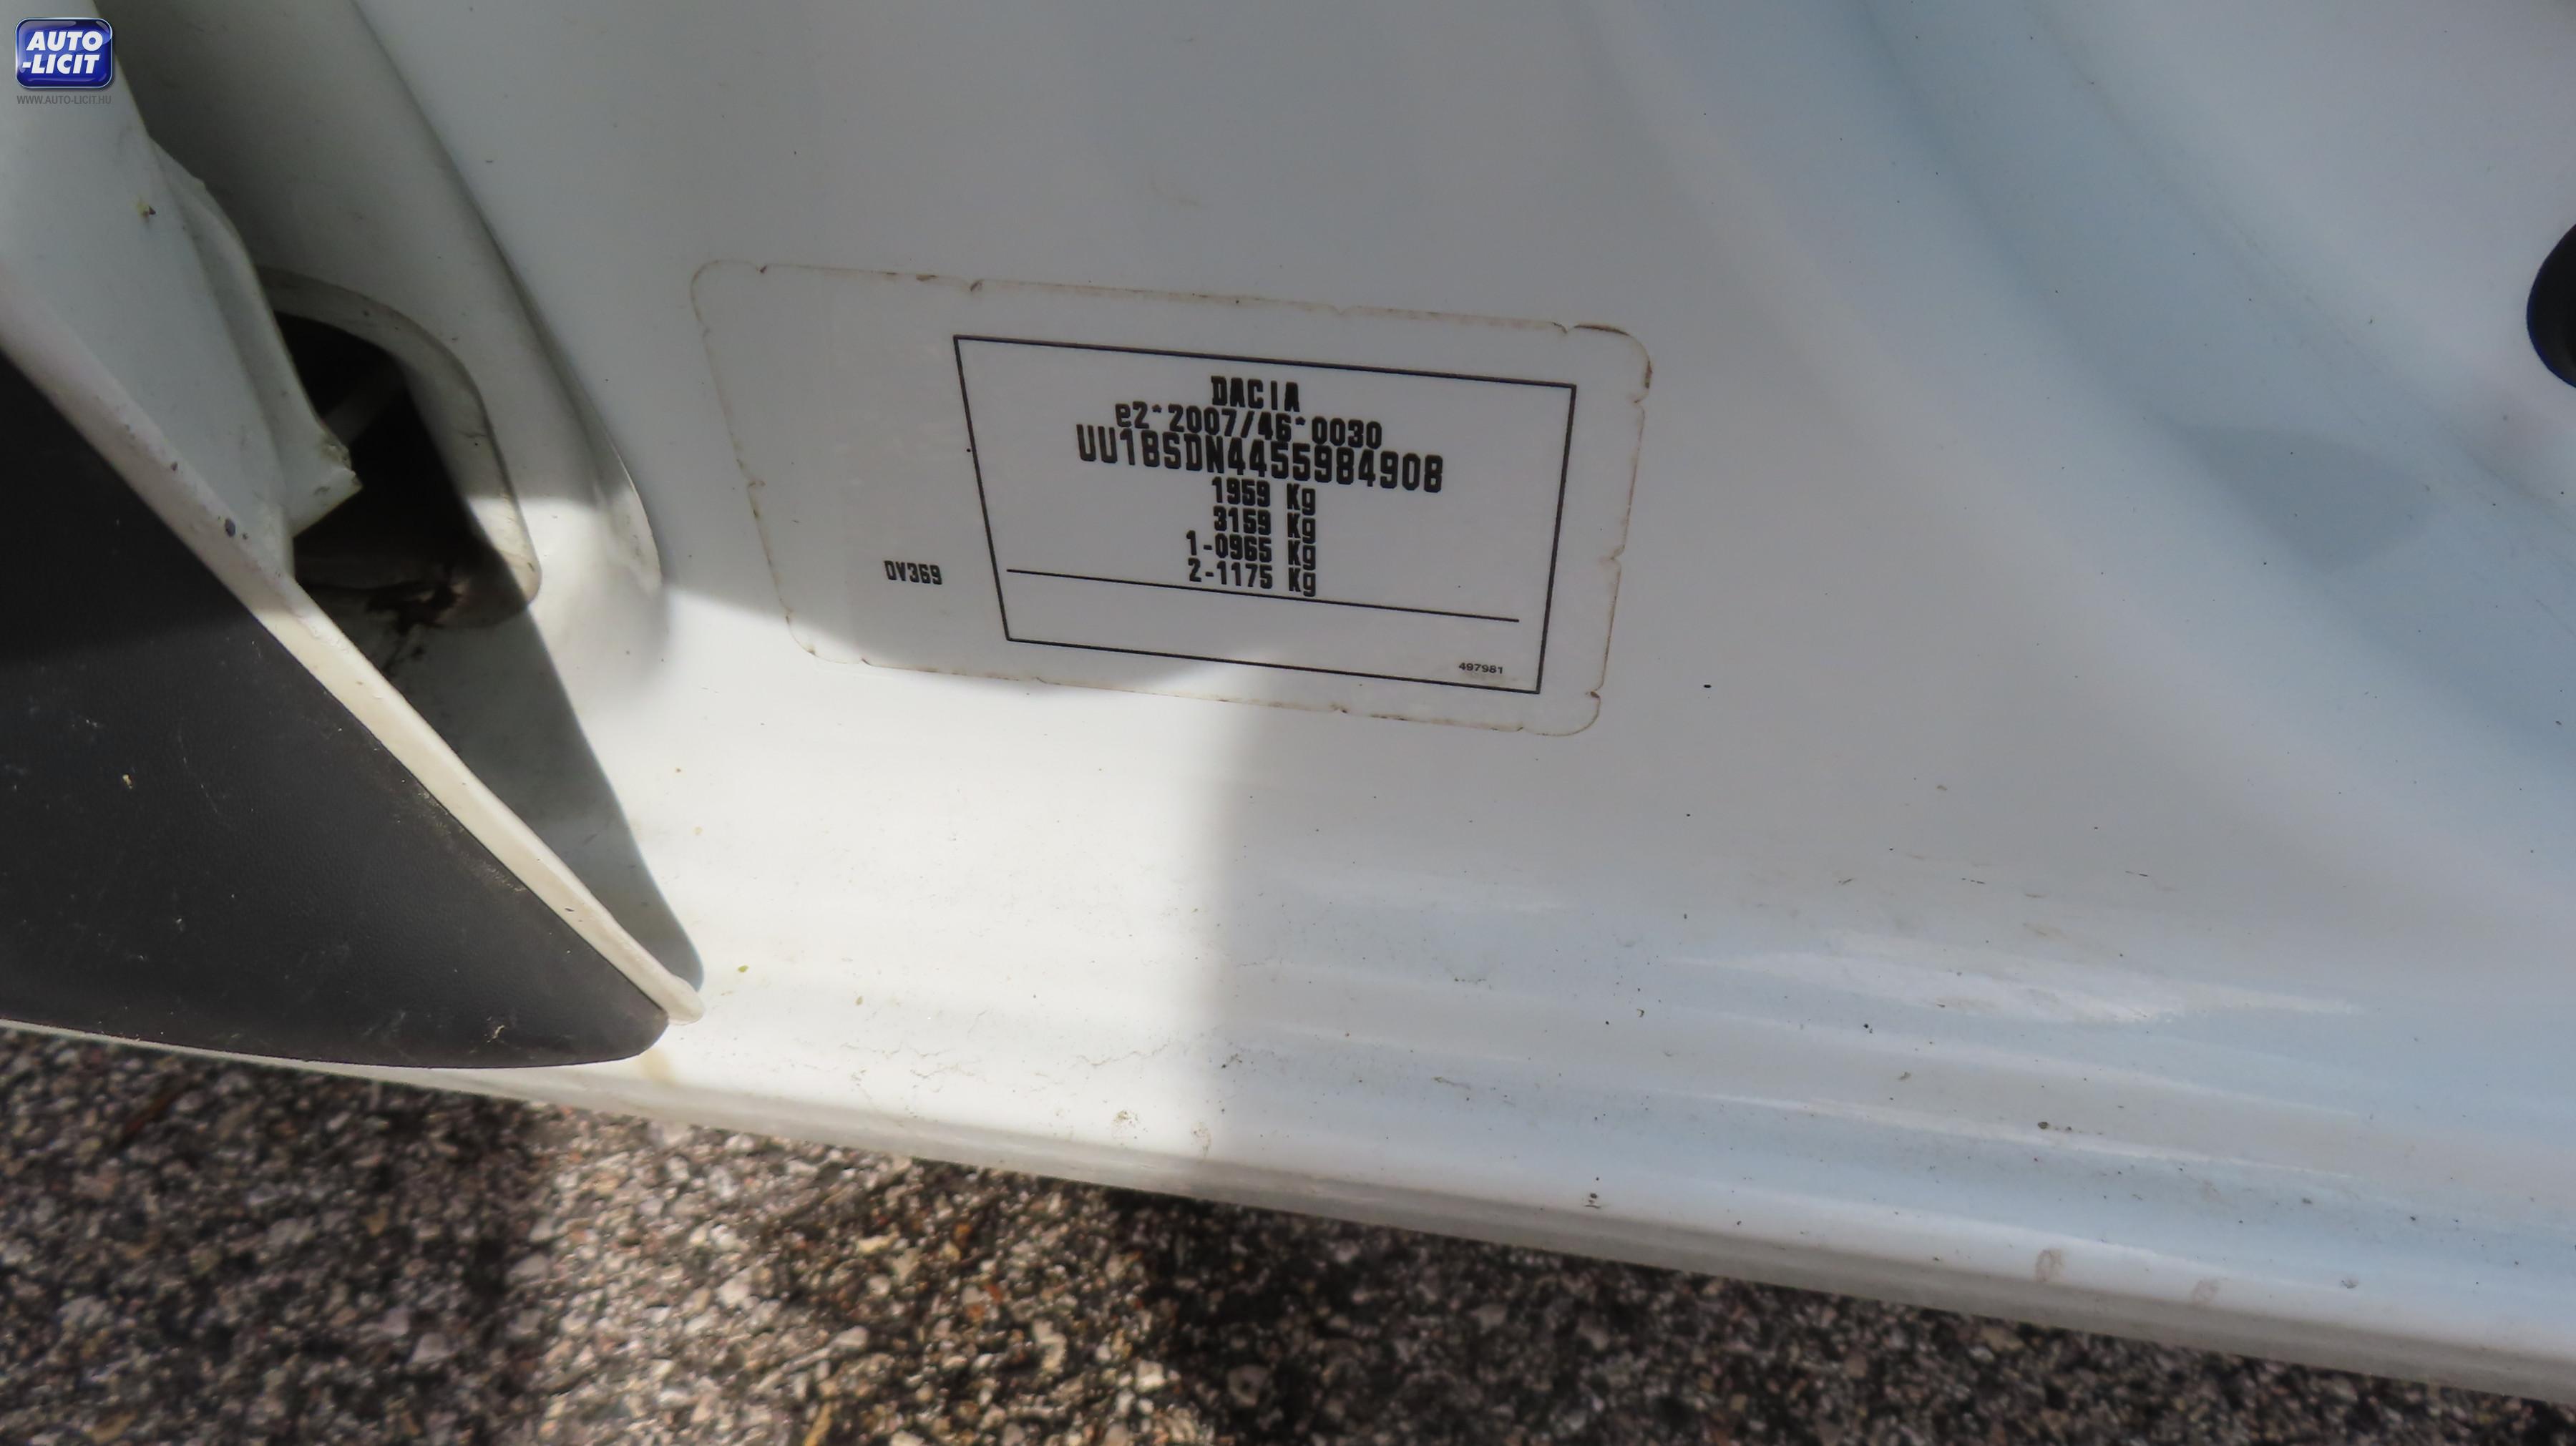 AUTO
-LICIT
WWW.AUTO-LICIT.HU
DACIA
e2*2007/46*0030
UU1BSDN4455984908
1959 Kg
3159 Kg
1-0965 Kg
2-1175 Kg
DV369
497981